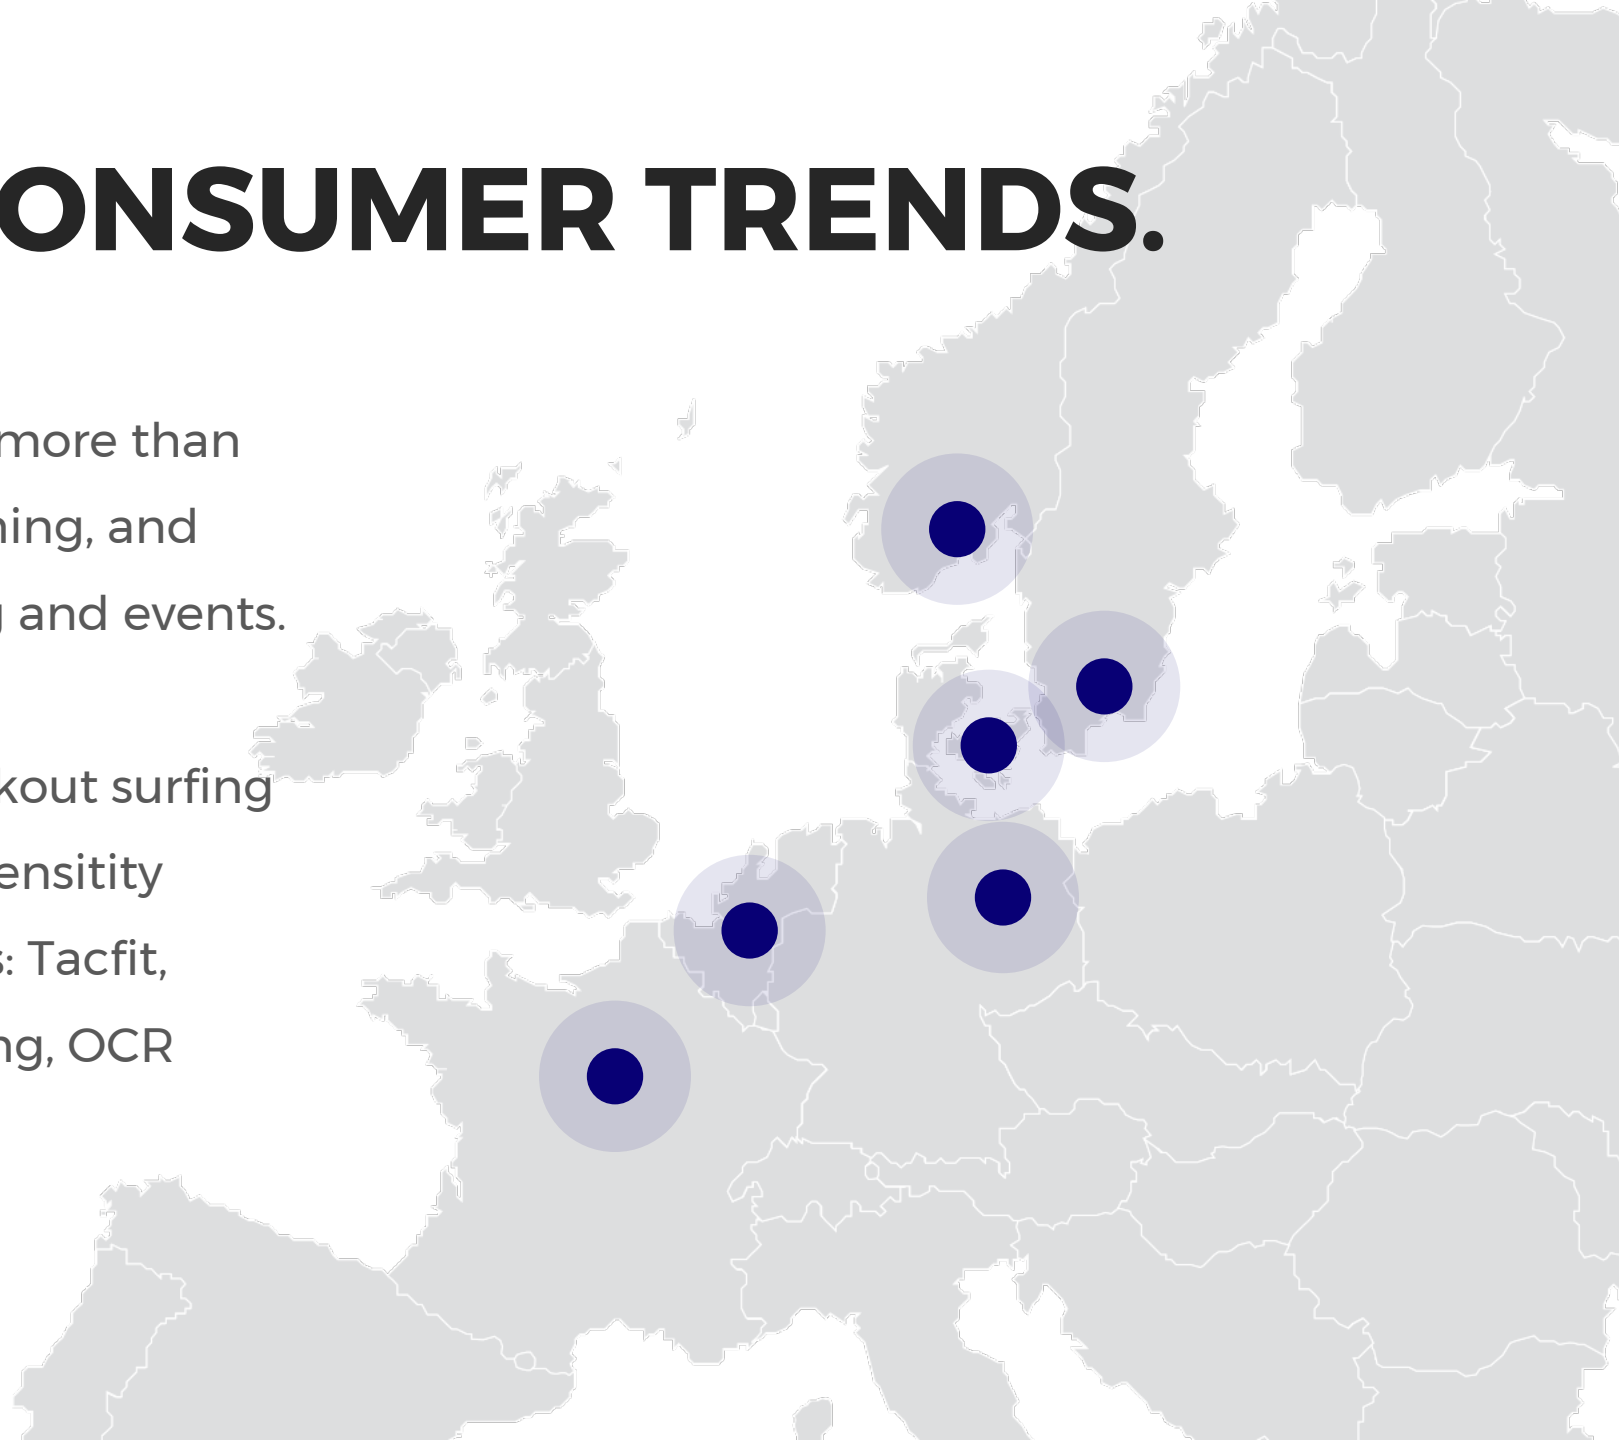 ONSUMER TRENDS.
more than
ning, and
g and events.
kout surfing
ensitity
s: Tacfit,
ng, OCR